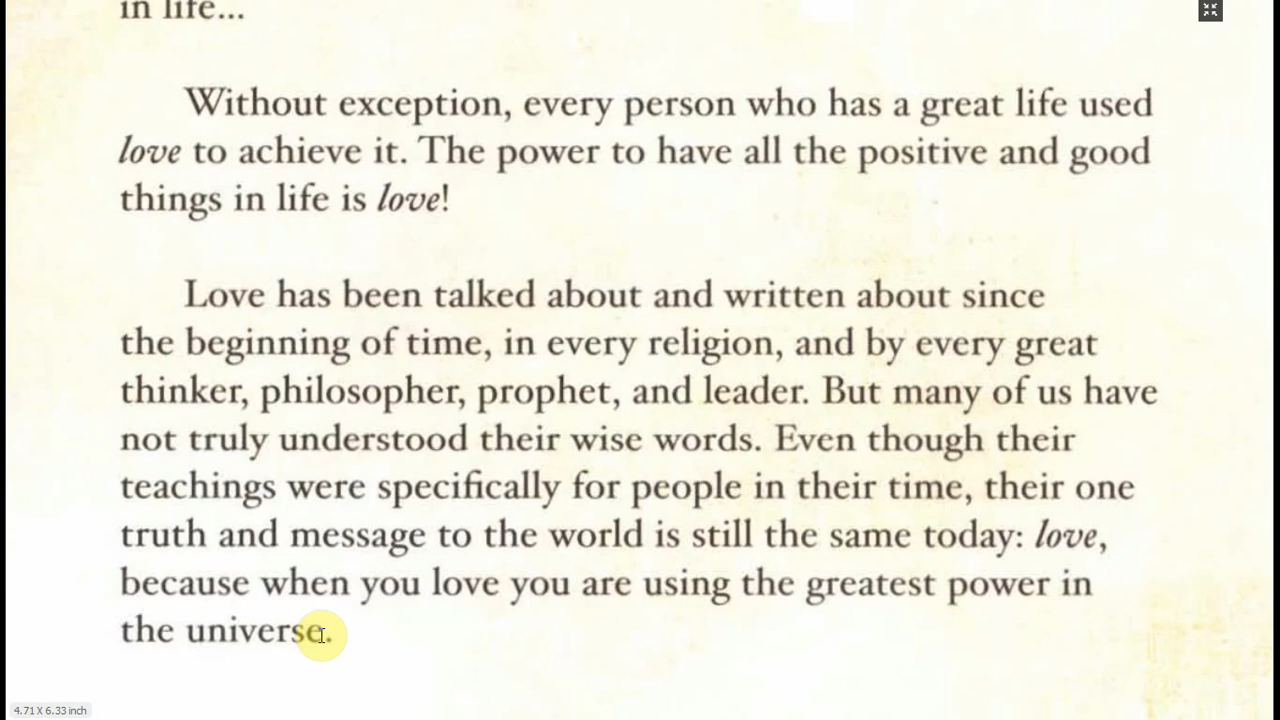 in life...
Without exception, every person who has a great life used
love to achieve it. The power to have all the positive and good
things in life is love!
Love has been talked about and written about since
the beginning of time, in every religion, and by every great
thinker, philosopher, prophet, and leader. But many of us have
not truly understood their wise words. Even though their
teachings were specifically for people in their time, their one
truth and message to the world is still the same today: love,
because when you love you are using the greatest power in
the universe.
4.71 X 6.33 inch